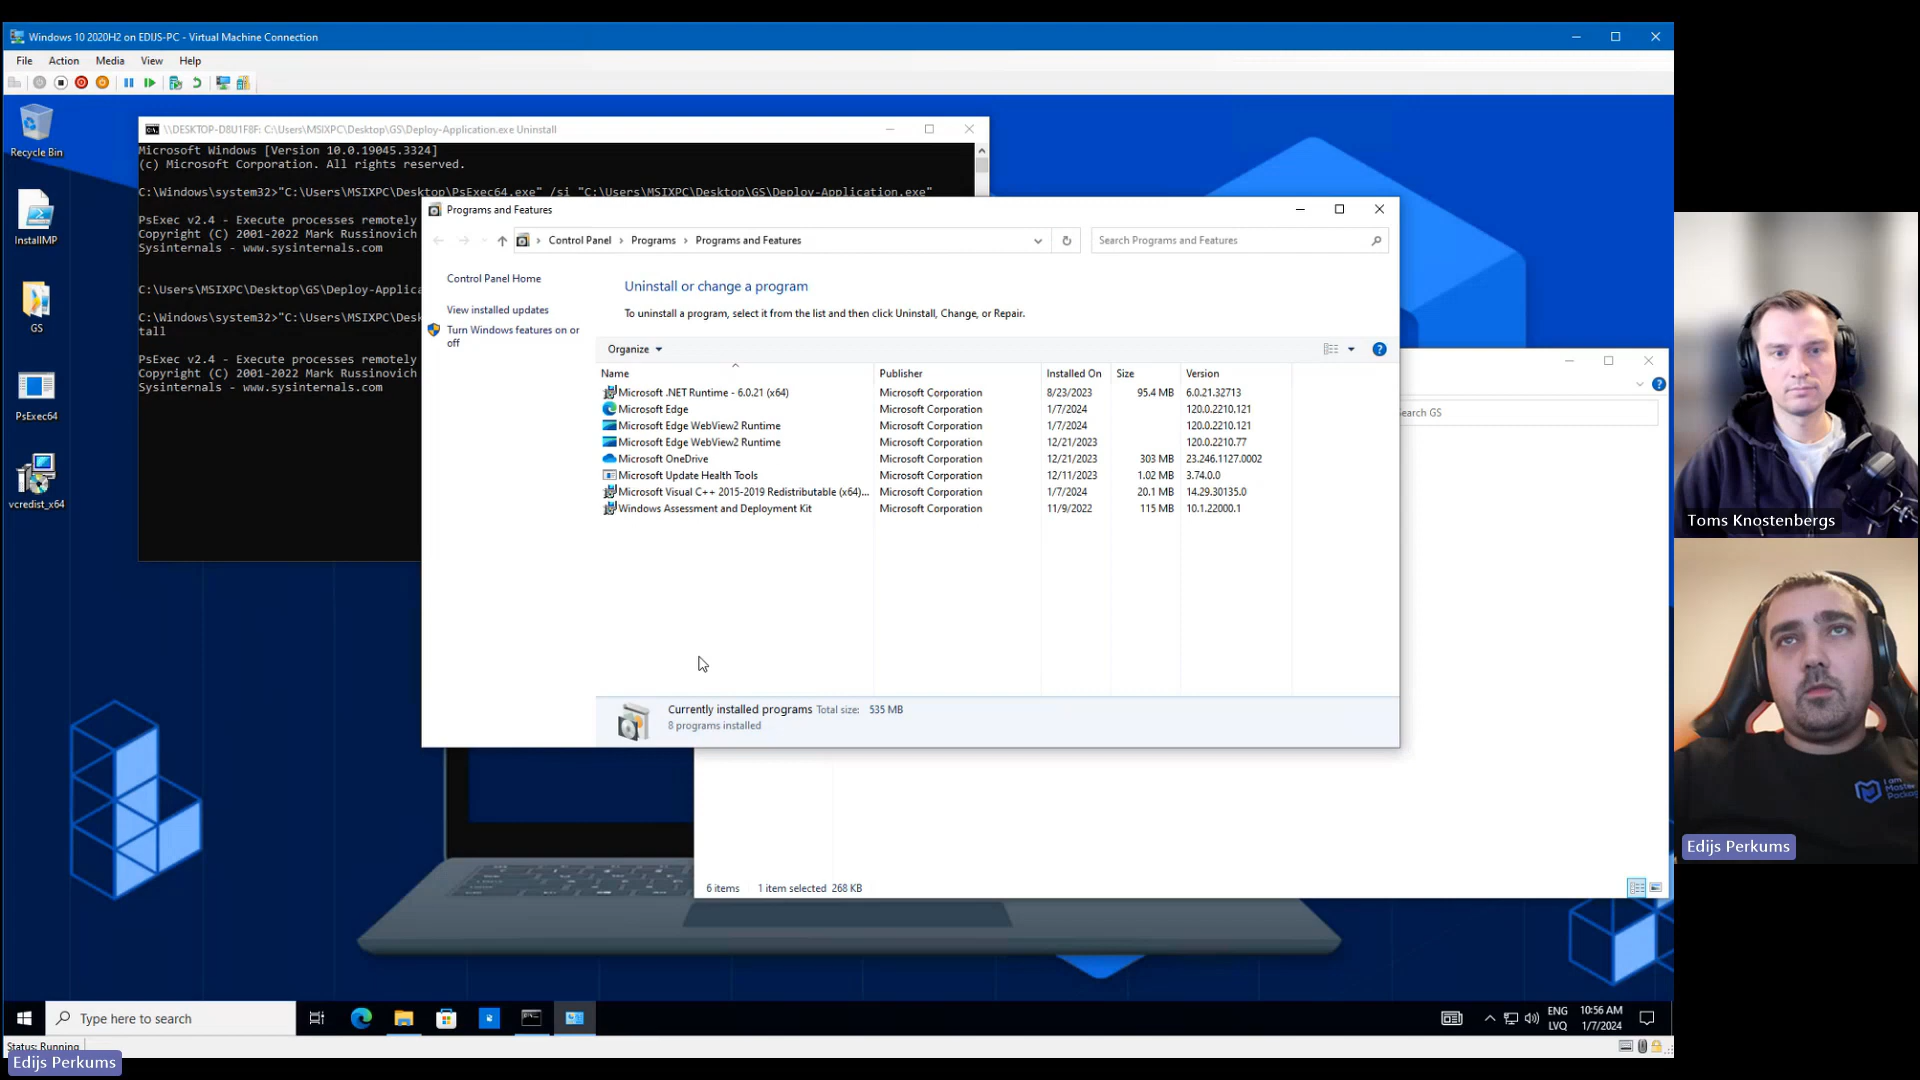 Windows 10 2020H2 on EDIJS-PC - Virtual Machine Connection
File Action Media View Help
Recycle Bin
InstallMP
GS
PsExec64
vcredist_x64
\\DESKTOP-D8U1F8F: C:\Users\MSIXPC\Desktop\GS\Deploy-Application.exe Uninstall
Microsoft Windows [Version 10.0.19045.3324]
(c) Microsoft Corporation. All rights reserved.
C:\Windows\system32>"C:\Users\MSIXPC\Desktop\PsExec64.exe" /si "C:\Users\MSIXPC\Desktop\GS\Deploy-Application.exe"
PsExec v2.4 - Execute processes remotely
Copyright (C) 2001-2022 Mark Russinovich
Sysinternals - www.sysinternals.com
C:\Users\MSIXPC\Desktop\GS\Deploy-Applica
C:\Windows\system32>"C:\Users\MSIXPC\Desk
tall
PsExec v2.4 - Execute processes remotely
Copyright (C) 2001-2022 Mark Russinovich
Sysinternals - www.sysinternals.com
Programs and Features
Control Panel > Programs > Programs and Features
Search Programs and Features
Control Panel Home
View installed updates
Turn Windows features on or
off
Uninstall or change a program
To uninstall a program, select it from the list and then click Uninstall, Change, or Repair.
Organize
Name Publisher Installed On Size Version
Microsoft .NET Runtime - 6.0.21 (x64) Microsoft Corporation 8/23/2023 95.4 MB 6.0.21.32713
Microsoft Edge Microsoft Corporation 1/7/2024 120.0.2210.121
Microsoft Edge WebView2 Runtime Microsoft Corporation 1/7/2024 120.0.2210.121
Microsoft Edge WebView2 Runtime Microsoft Corporation 12/21/2023 120.0.2210.77
Microsoft OneDrive Microsoft Corporation 12/21/2023 303 MB 23.246.1127.0002
Microsoft Update Health Tools Microsoft Corporation 12/11/2023 1.02 MB 3.74.0.0
Microsoft Visual C++ 2015-2019 Redistributable (x64)... Microsoft Corporation 1/7/2024 20.1 MB 14.29.30135.0
Windows Assessment and Deployment Kit Microsoft Corporation 11/9/2022 115 MB 10.1.22000.1
Currently installed programs Total size: 535 MB
8 programs installed
earch GS
6 items 1 item selected 268 KB
Type here to search
ENG
LVQ
10:56 AM
1/7/2024
Status: Running
Edijs Perkums
Toms Knostenbergs
I am
Master
Packag
Edijs Perkums